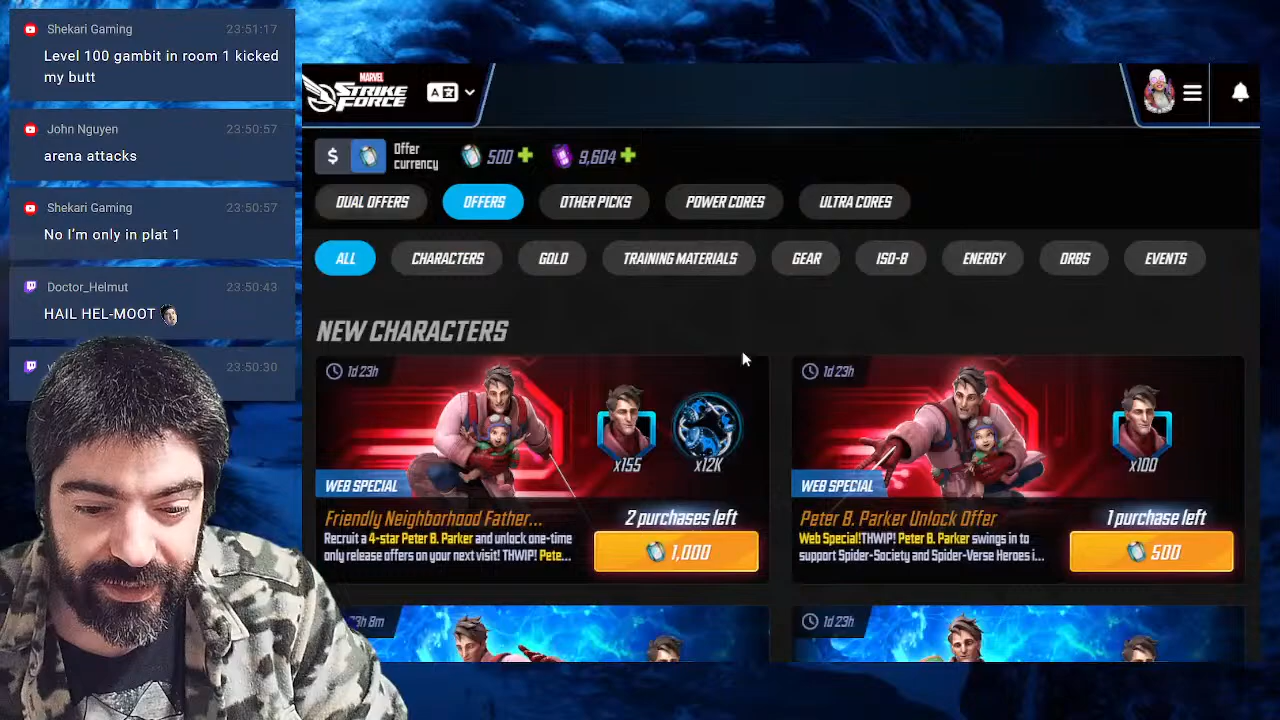 Shekari Gaming 23:51:17
Level 100 gambit in room 1 kicked
my butt
John Nguyen 23:50:57
arena attacks
Shekari Gaming 23:50:57
No I'm only in plat 1
Doctor_Helmut 23:50:43
HAIL HEL-MOOT
23:50:30
MARVEL
STRIKE
FORCE
$ Offer
currency 500 9,604
DUAL OFFERS OFFERS OTHER PICKS POWER CORES ULTRA CORES
ALL CHARACTERS GOLD TRAINING MATERIALS GEAR ISO-8 ENERGY ORBS EVENTS
NEW CHARACTERS
1d 23h
x155 x12K
WEB SPECIAL
Friendly Neighborhood Father... 2 purchases left
Recruit a 4-star Peter B. Parker and unlock one-time
only release offers on your next visit! THWIP! Pete...
1,000
1d 23h
x100
WEB SPECIAL
Peter B. Parker Unlock Offer 1 purchase left
Web Special!THWIP! Peter B. Parker swings in to
support Spider-Society and Spider-Verse Heroes i...
500
23h 8m
1d 23h